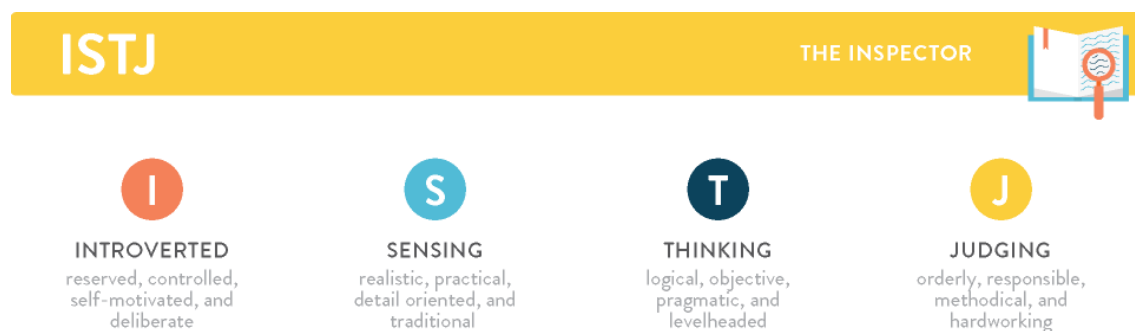 ISTJ
THE INSPECTOR
I
S
T
J
INTROVERTED
reserved, controlled,
self-motivated, and
deliberate
SENSING
realistic, practical,
detail oriented, and
traditional
THINKING
logical, objective,
pragmatic, and
levelheaded
JUDGING
orderly, responsible,
methodical, and
hardworking